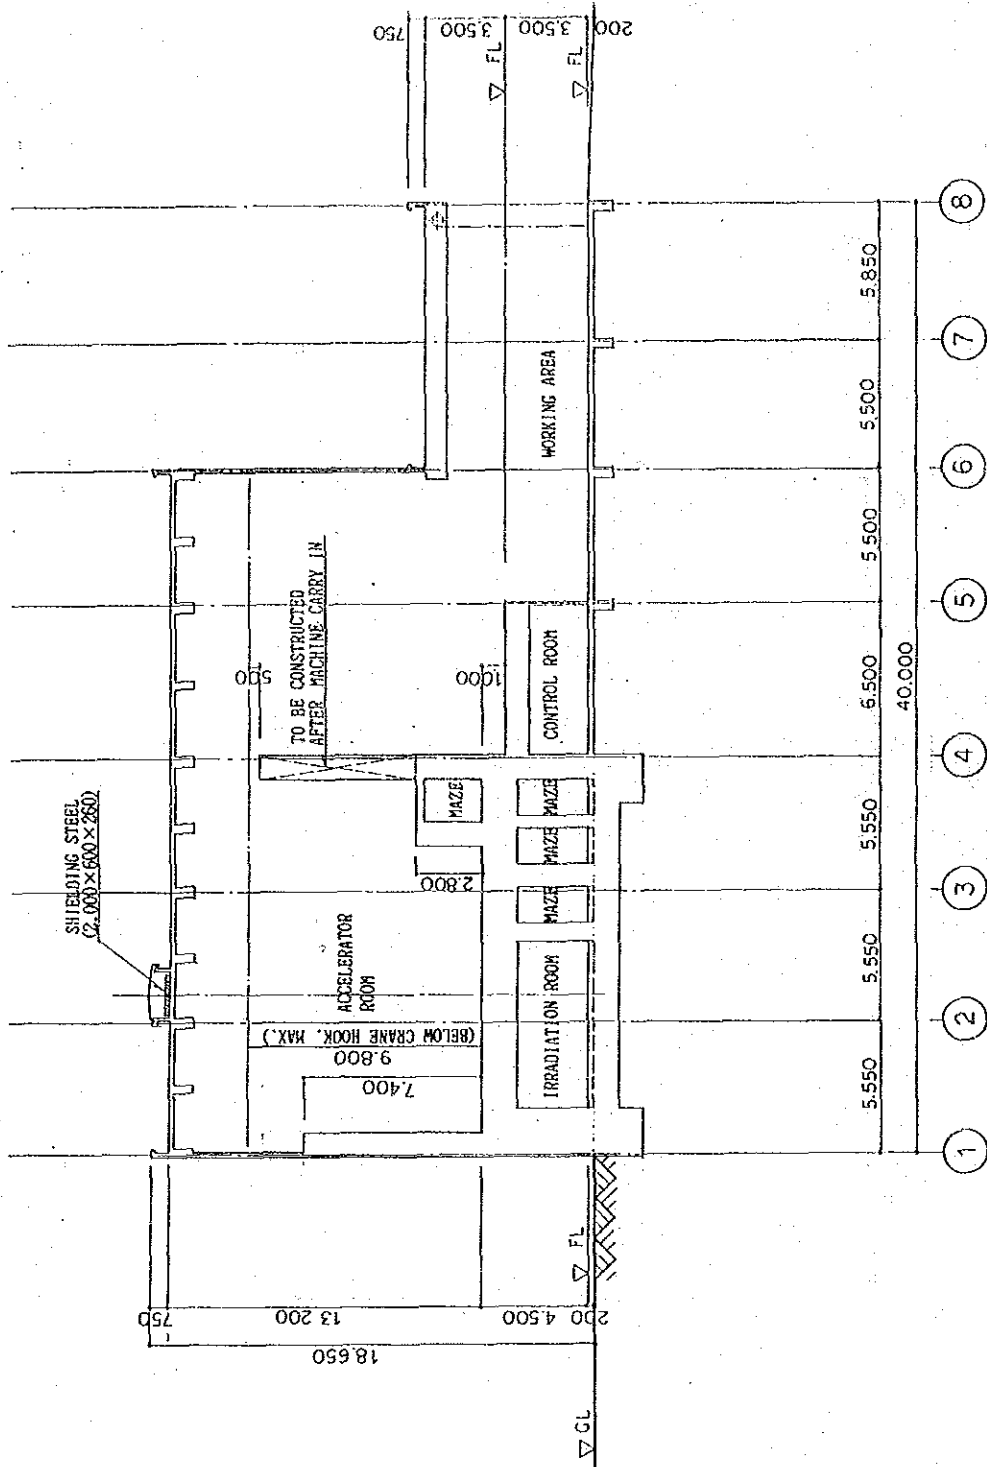 SHIELDING STEEL
(2.000×600×260)
TO BE CONSTRUCTED
AFTER MACHINE CARRY IN
500
1000
2.800
ACCELERATOR
ROOM
(BELOW CRANE HOOK, MAX.)
9.800
7.400
MAZE
MAZE
MAZE
MAZE
IRRADIATION ROOM
CONTROL ROOM
WORKING AREA
750
13 200
4.500
200
18.650
▽ FL
▽ GL
750
3.500
3.500
200
▽ FL
▽ FL
5.550
5.550
5.550
6.500
5.500
5.500
5.850
40.000
1
2
3
4
5
6
7
8